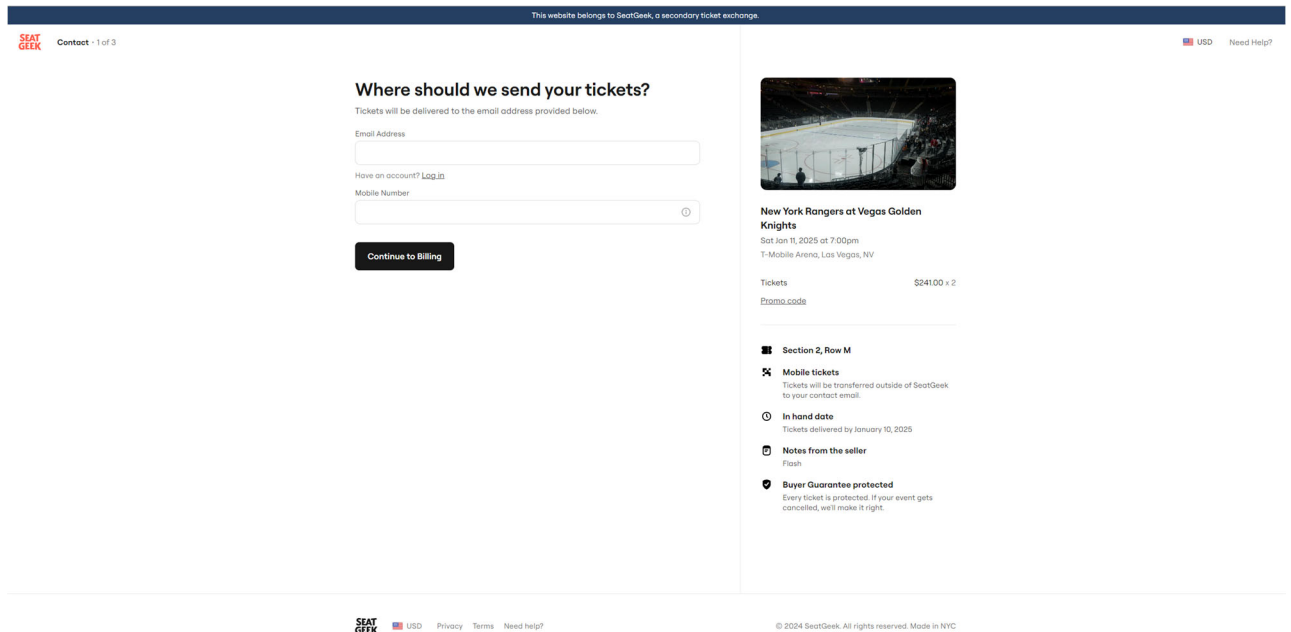 This website belongs to SeatGeek, a secondary ticket exchange.
SEAT
GEEK
Contact · 1 of 3
USD
Need Help?
Where should we send your tickets?
Tickets will be delivered to the email address provided below.
Email Address
Have an account? Log in
Mobile Number
Continue to Billing
New York Rangers at Vegas Golden
Knights
Sat Jan 11, 2025 at 7:00pm
T-Mobile Arena, Las Vegas, NV
Tickets $241.00 x 2
Promo code
Section 2, Row M
Mobile tickets
Tickets will be transferred outside of SeatGeek
to your contact email.
In hand date
Tickets delivered by January 10, 2025
Notes from the seller
Flash
Buyer Guarantee protected
Every ticket is protected. If your event gets
cancelled, we'll make it right.
SEAT
GEEK
USD Privacy Terms Need help?
© 2024 SeatGeek. All rights reserved. Made in NYC